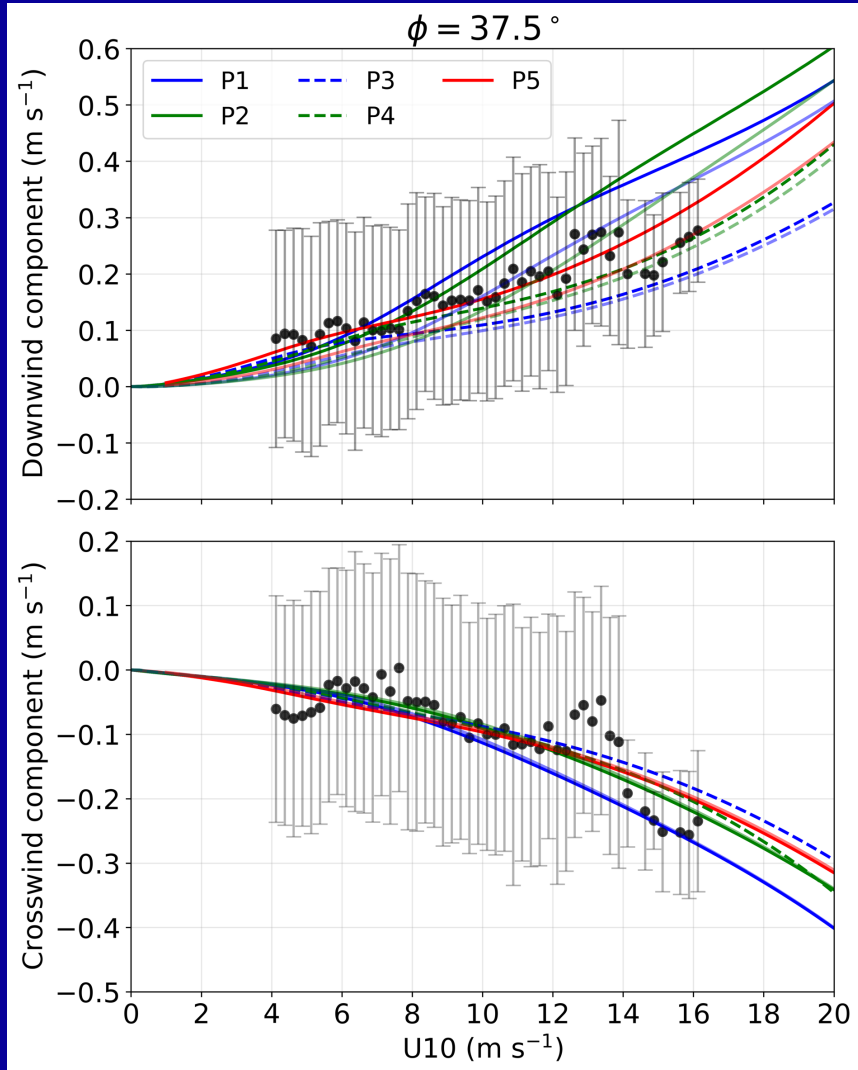 ϕ = 37.5°
Downwind component (m s⁻¹)
0.6
0.5
0.4
0.3
0.2
0.1
0.0
−0.1
−0.2
P1 P3 P5
P2 P4
Crosswind component (m s⁻¹)
0.2
0.1
0.0
−0.1
−0.2
−0.3
−0.4
−0.5
0 2 4 6 8 10 12 14 16 18 20
U10 (m s⁻¹)